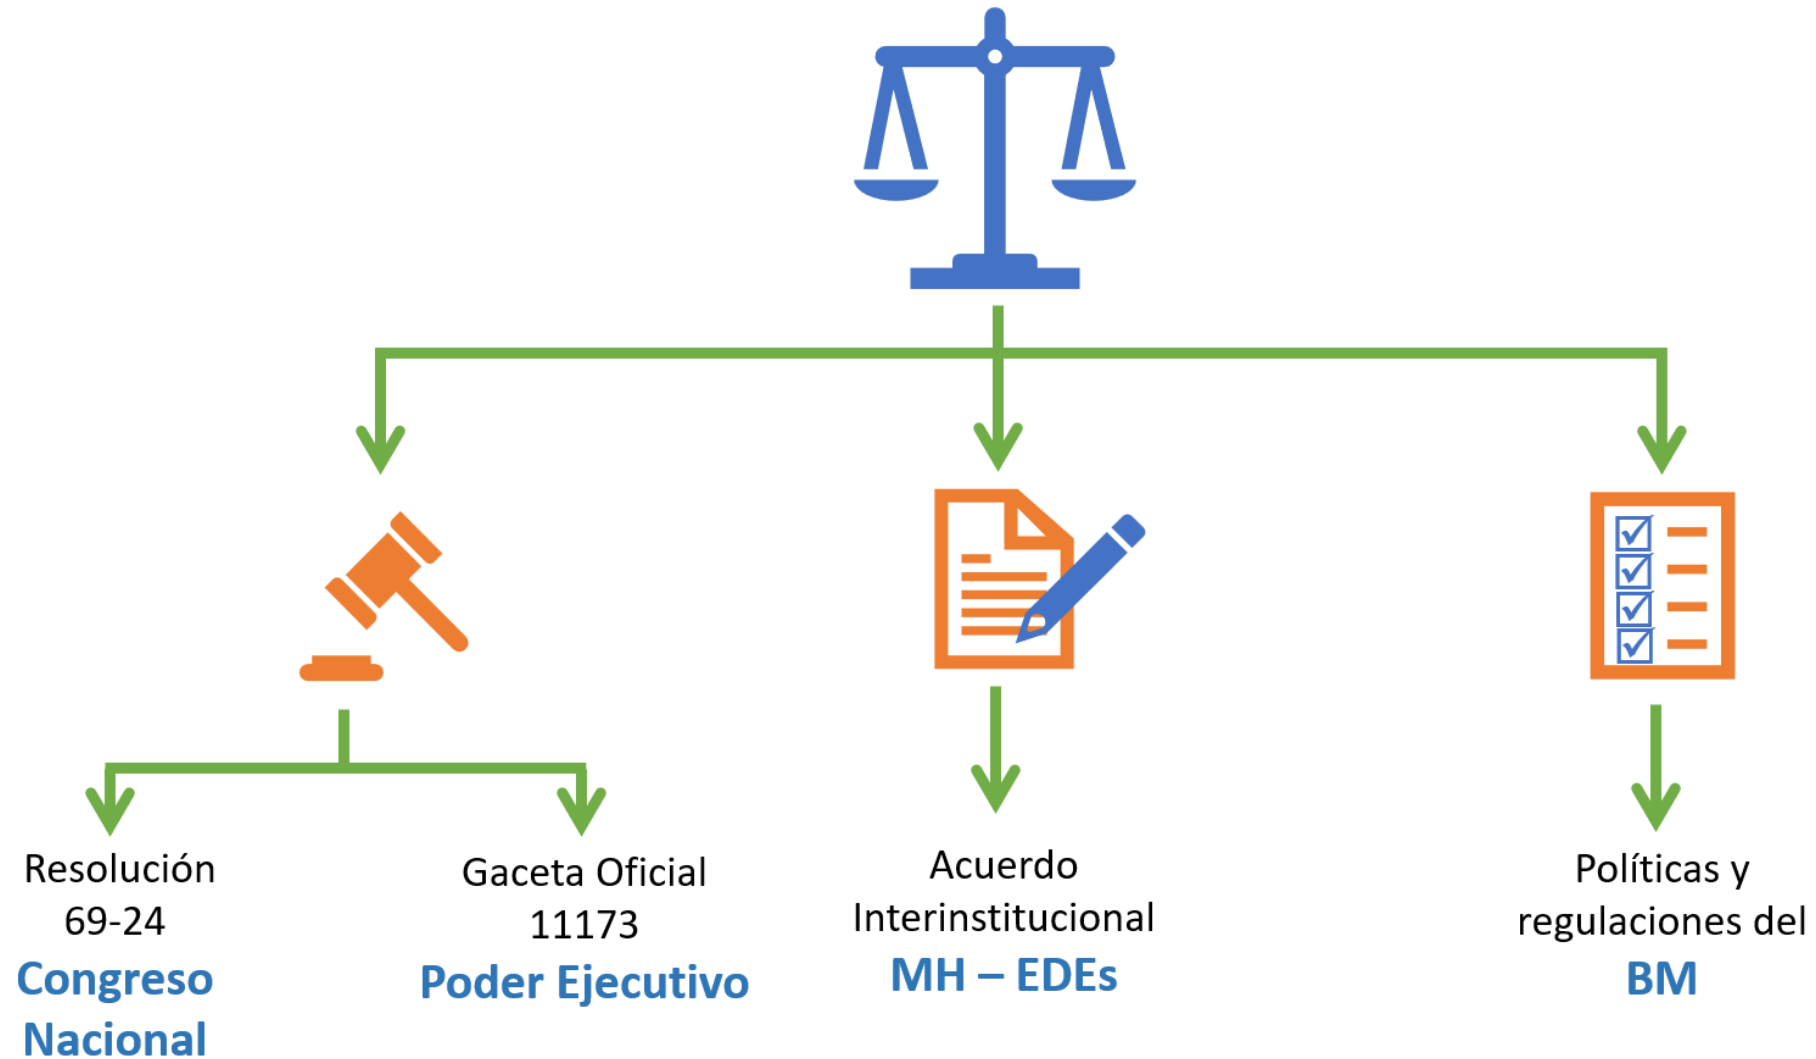 Resolución
69-24
Congreso
Nacional
Gaceta Oficial
11173
Poder Ejecutivo
Acuerdo
Interinstitucional
MH – EDEs
Políticas y
regulaciones del
BM